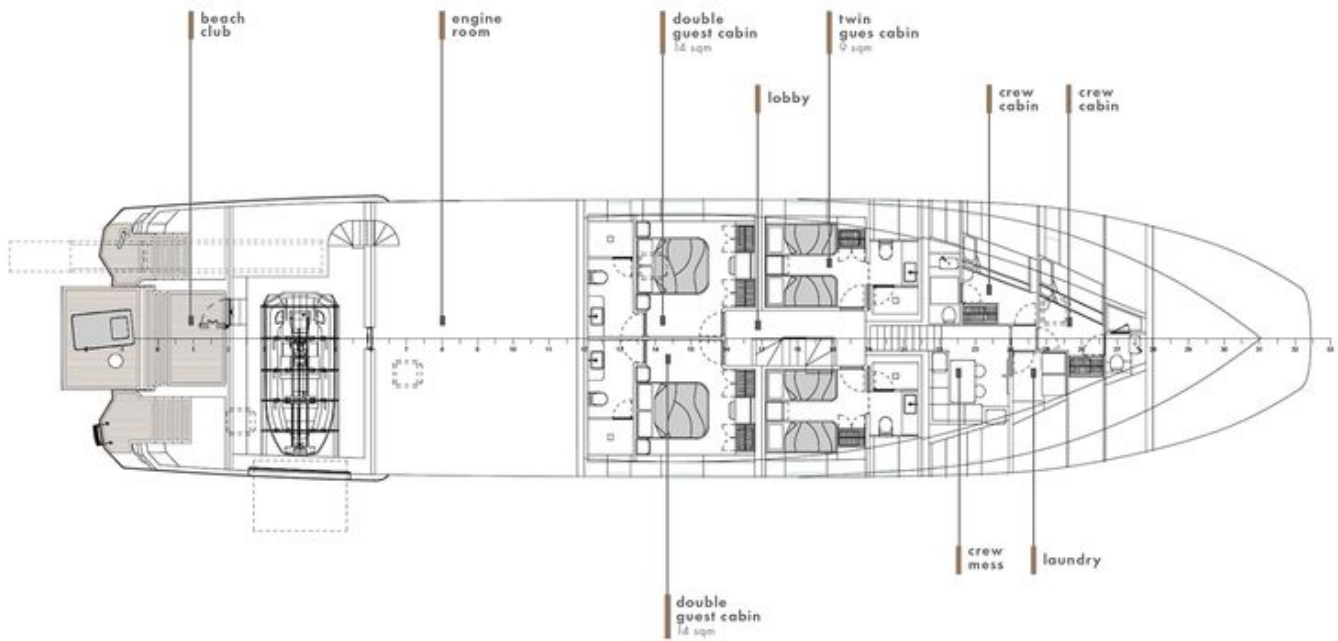 beach
club
engine
room
double
guest cabin
14 sqm
twin
gues cabin
9 sqm
lobby
crew
cabin
crew
cabin
crew
mess
laundry
double
guest cabin
14 sqm